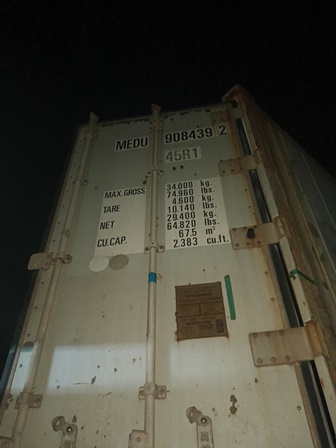 MEDU 908439 2
45R1
MAX. GROSS 34.000 kg.
74.960 lbs.
TARE 4.600 kg.
10.140 lbs.
NET 29.400 kg.
64.820 lbs.
CU.CAP. 67.5 m³
2.383 cu.ft.